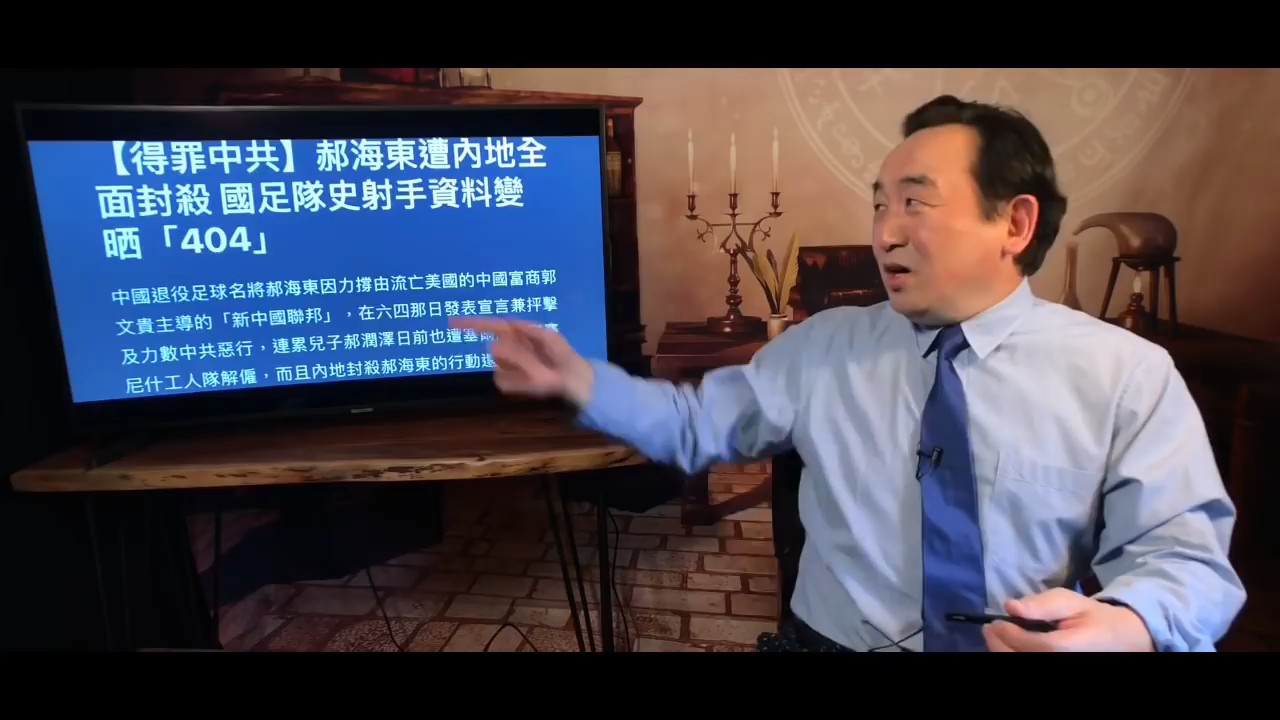 【得罪中共】郝海東遭內地全
面封殺 國足隊史射手資料變
晒「404」
中國退役足球名將郝海東因力撐由流亡美國的中國富商郭
文貴主導的「新中國聯邦」，在六四那日發表宣言兼抨擊
及力數中共惡行，連累兒子郝潤澤日前也遭塞爾
尼什工人隊解僱，而且內地封殺郝海東的行動